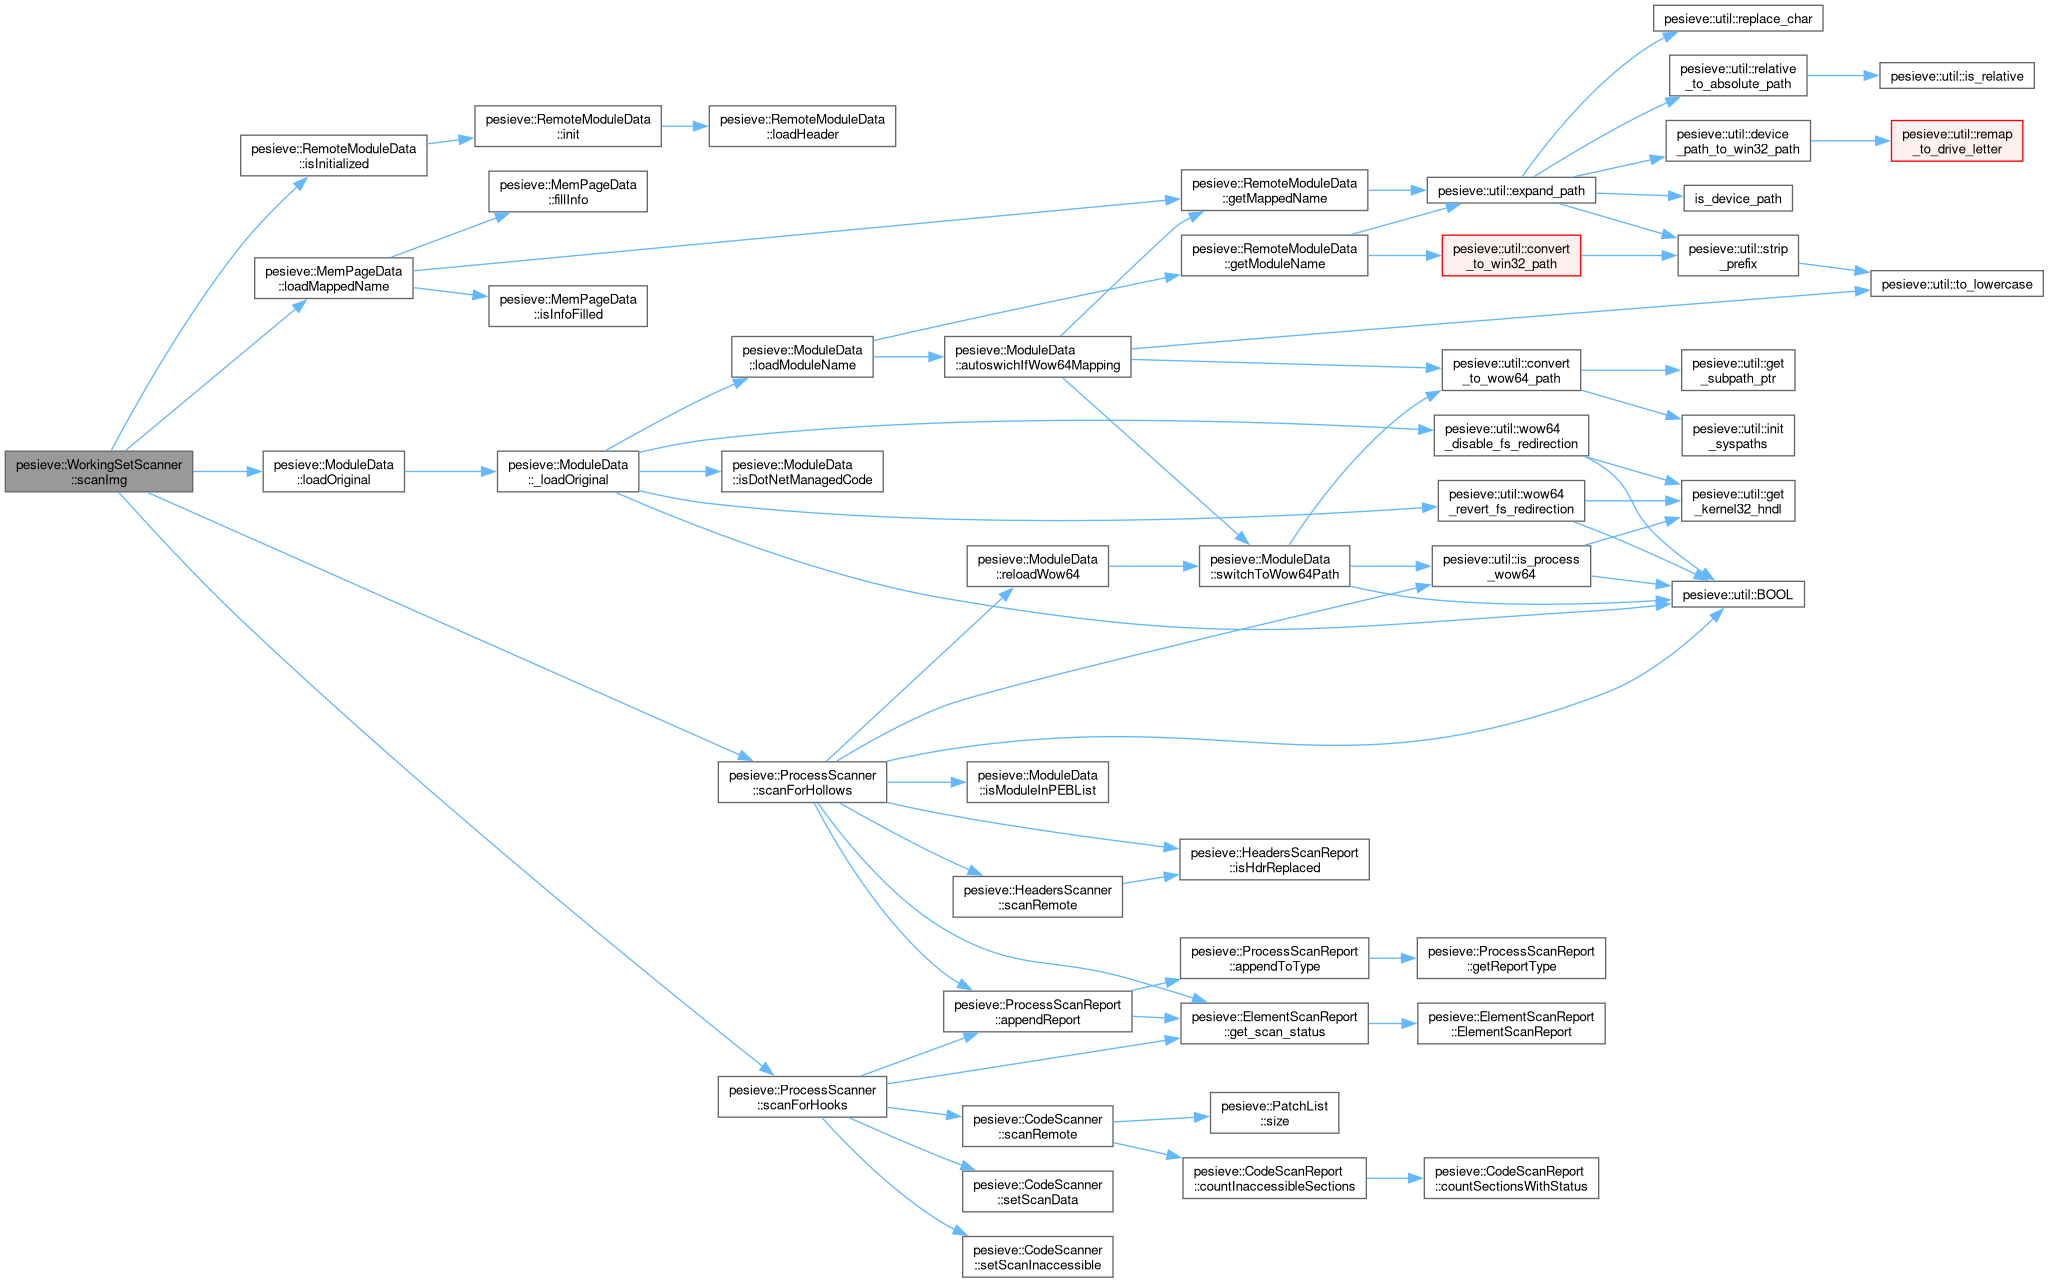 pesieve::WorkingSetScanner
::scanImg
pesieve::RemoteModuleData
::isInitialized
pesieve::RemoteModuleData
::init
pesieve::RemoteModuleData
::loadHeader
pesieve::MemPageData
::loadMappedName
pesieve::MemPageData
::fillInfo
pesieve::MemPageData
::isInfoFilled
pesieve::RemoteModuleData
::getMappedName
pesieve::RemoteModuleData
::getModuleName
pesieve::util::expand_path
pesieve::util::replace_char
pesieve::util::relative
_to_absolute_path
pesieve::util::is_relative
pesieve::util::device
_path_to_win32_path
pesieve::util::remap
_to_drive_letter
is_device_path
pesieve::util::convert
_to_win32_path
pesieve::util::strip
_prefix
pesieve::util::to_lowercase
pesieve::ModuleData
::loadOriginal
pesieve::ModuleData
::_loadOriginal
pesieve::ModuleData
::loadModuleName
pesieve::ModuleData
::autoswichIfWow64Mapping
pesieve::util::convert
_to_wow64_path
pesieve::util::get
_subpath_ptr
pesieve::util::init
_syspaths
pesieve::util::wow64
_disable_fs_redirection
pesieve::ModuleData
::isDotNetManagedCode
pesieve::util::wow64
_revert_fs_redirection
pesieve::util::get
_kernel32_hndl
pesieve::ModuleData
::reloadWow64
pesieve::ModuleData
::switchToWow64Path
pesieve::util::is_process
_wow64
pesieve::util::BOOL
pesieve::ProcessScanner
::scanForHollows
pesieve::ModuleData
::isModuleInPEBList
pesieve::HeadersScanReport
::isHdrReplaced
pesieve::HeadersScanner
::scanRemote
pesieve::ProcessScanReport
::appendToType
pesieve::ProcessScanReport
::getReportType
pesieve::ProcessScanReport
::appendReport
pesieve::ElementScanReport
::get_scan_status
pesieve::ElementScanReport
::ElementScanReport
pesieve::ProcessScanner
::scanForHooks
pesieve::CodeScanner
::scanRemote
pesieve::PatchList
::size
pesieve::CodeScanReport
::countInaccessibleSections
pesieve::CodeScanReport
::countSectionsWithStatus
pesieve::CodeScanner
::setScanData
pesieve::CodeScanner
::setScanInaccessible